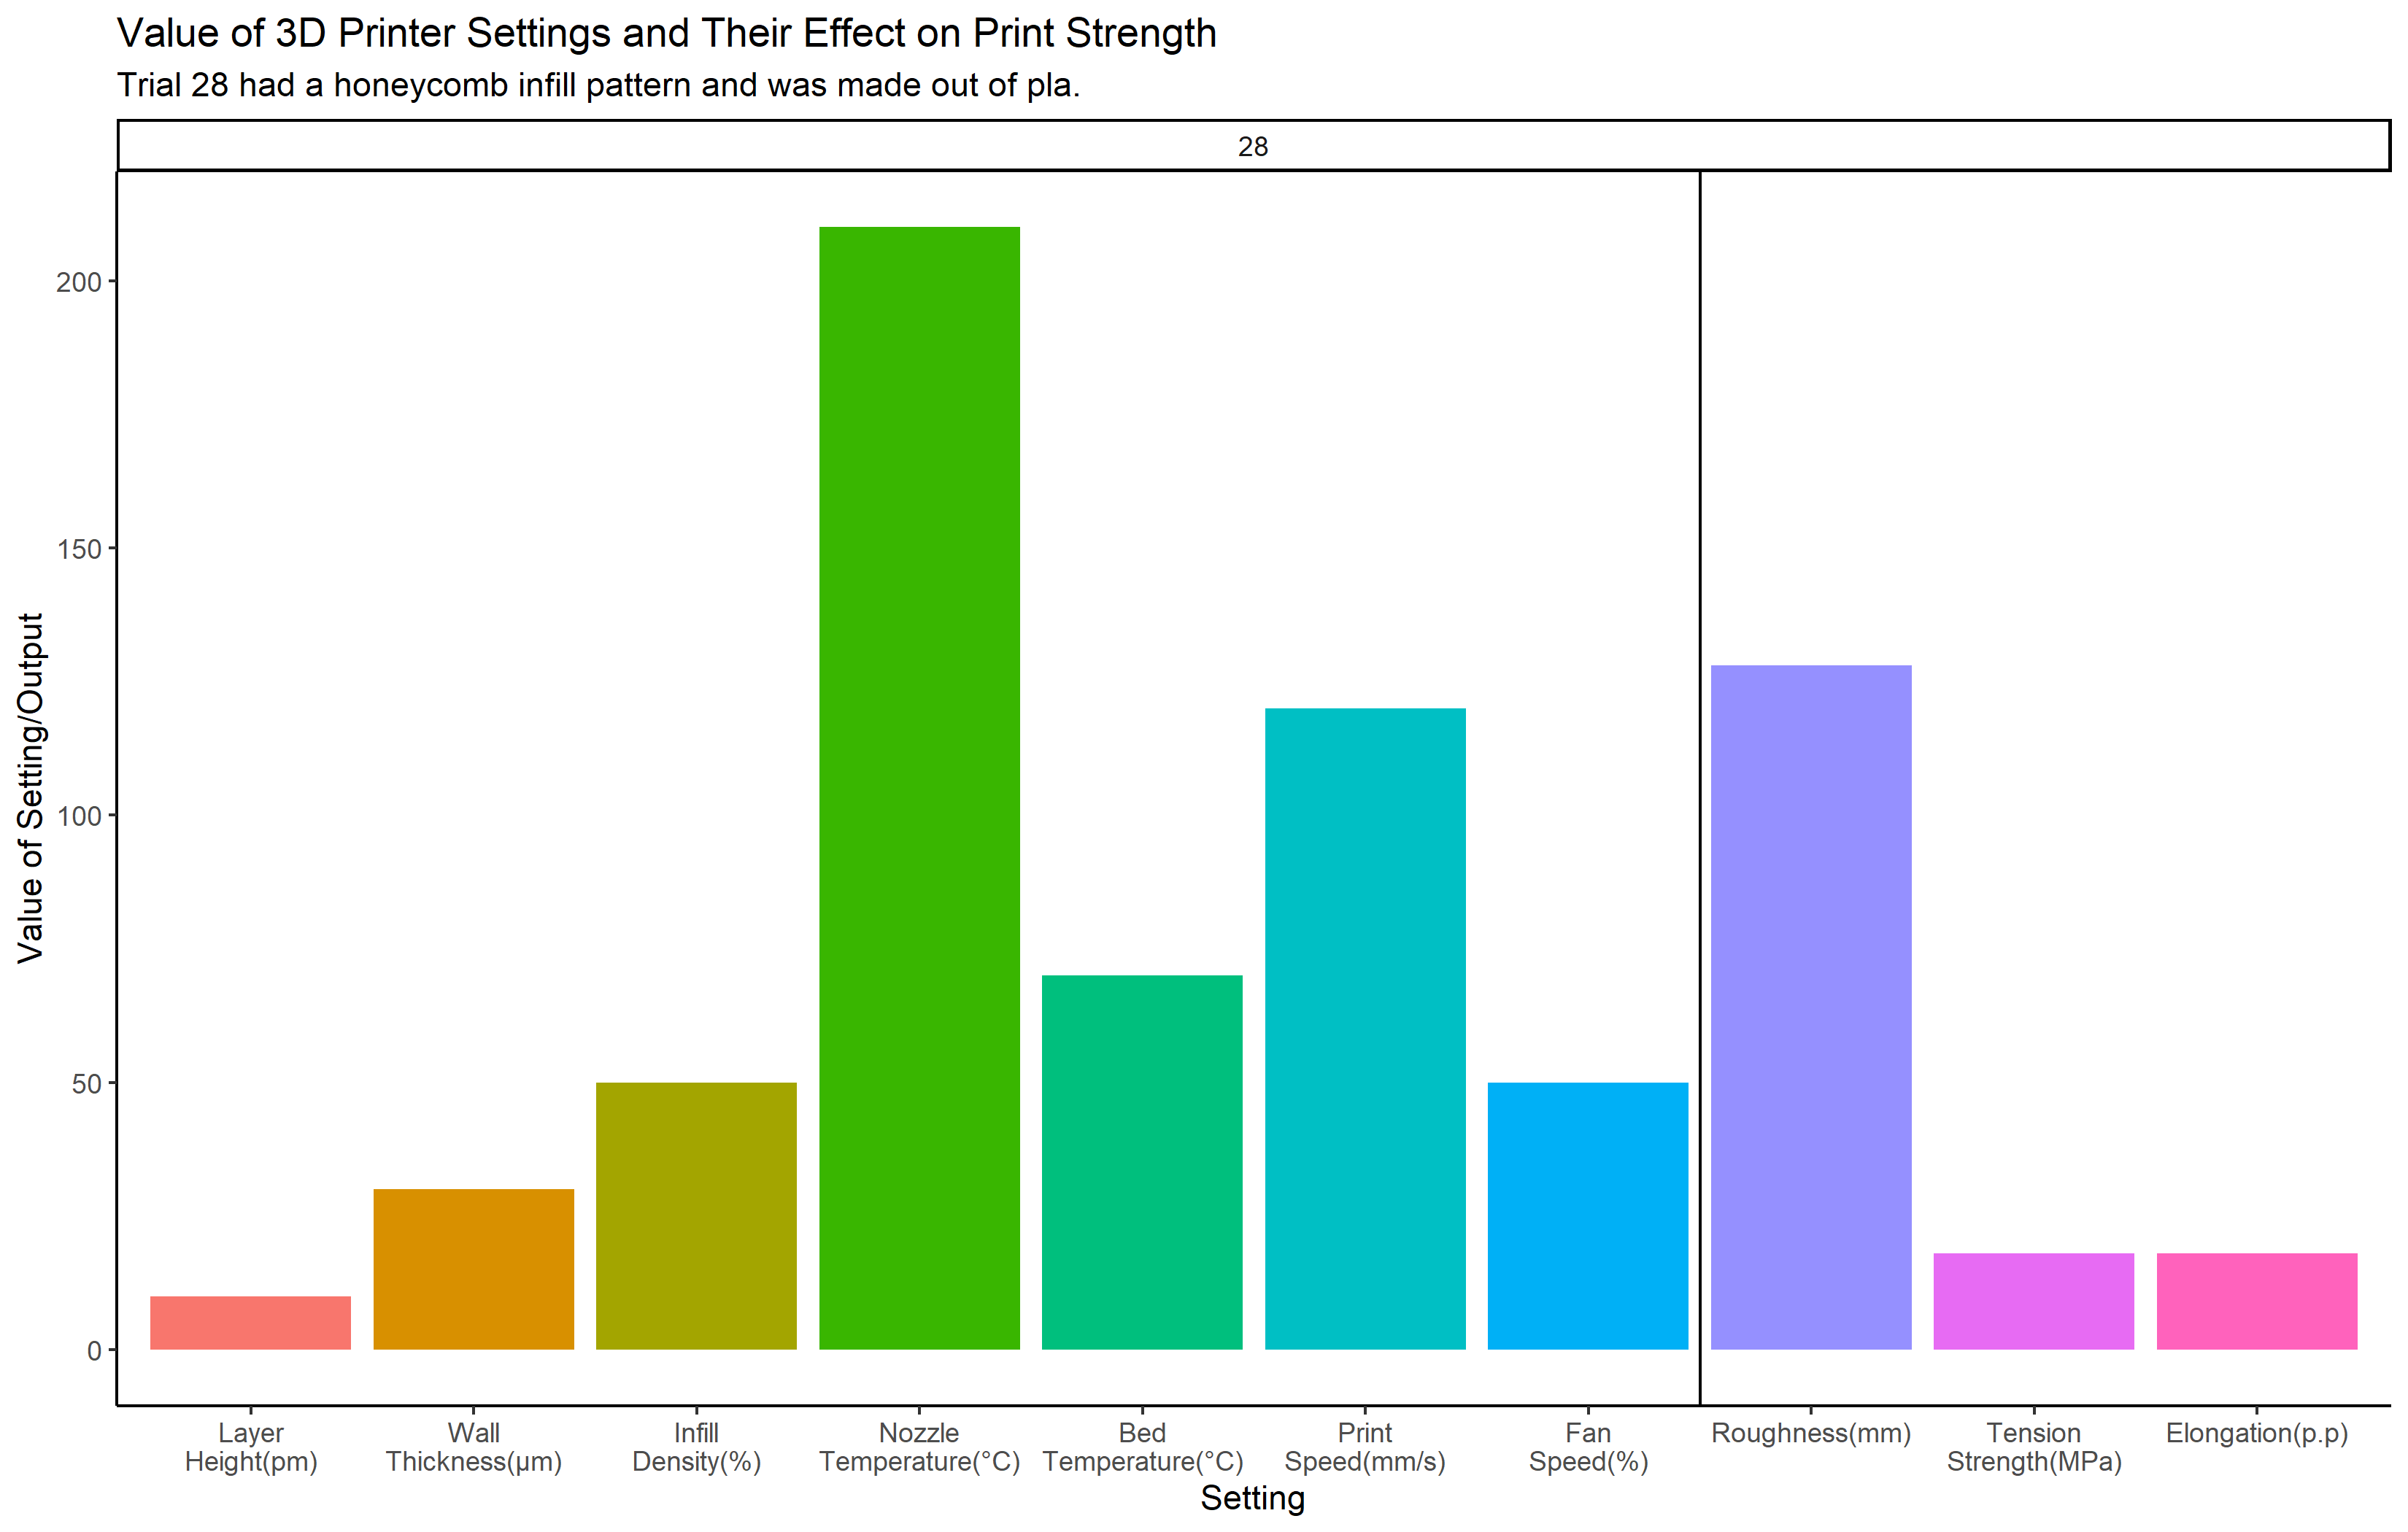 Value of 3D Printer Settings and Their Effect on Print Strength
Trial 28 had a honeycomb infill pattern and was made out of pla.
28
Value of Setting/Output
200
150
100
50
0
Layer
Height(pm)
Wall
Thickness(µm)
Infill
Density(%)
Nozzle
Temperature(°C)
Bed
Temperature(°C)
Print
Speed(mm/s)
Fan
Speed(%)
Roughness(mm)
Tension
Strength(MPa)
Elongation(p.p)
Setting